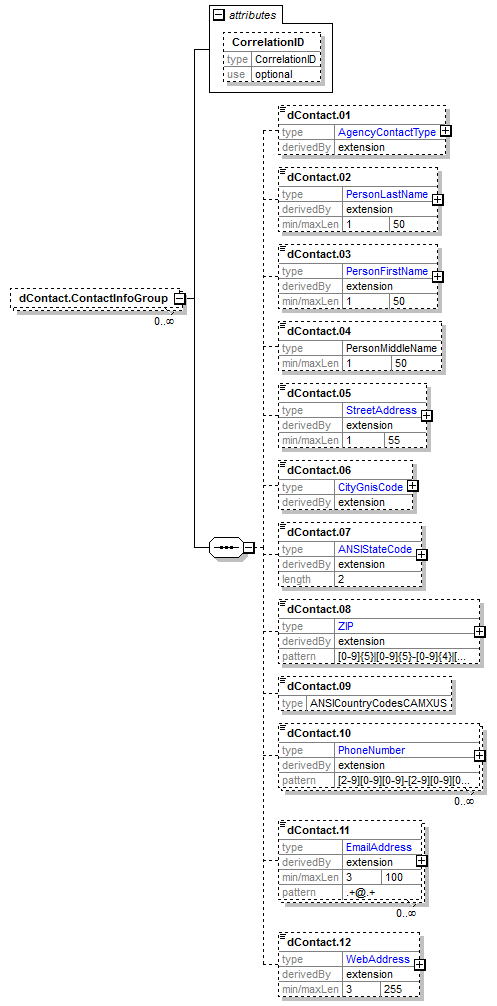 attributes
CorrelationID
type CorrelationID
use optional
dContact.ContactInfoGroup
0..∞
dContact.01
type AgencyContactType
derivedBy extension
dContact.02
type PersonLastName
derivedBy extension
min/maxLen 1 50
dContact.03
type PersonFirstName
derivedBy extension
min/maxLen 1 50
dContact.04
type PersonMiddleName
min/maxLen 1 50
dContact.05
type StreetAddress
derivedBy extension
min/maxLen 1 55
dContact.06
type CityGnisCode
derivedBy extension
dContact.07
type ANSIStateCode
derivedBy extension
length 2
dContact.08
type ZIP
derivedBy extension
pattern [0-9]{5}|[0-9]{5}-[0-9]{4}|[...
dContact.09
type ANSICountryCodesCAMXUS
dContact.10
type PhoneNumber
derivedBy extension
pattern [2-9][0-9][0-9]-[2-9][0-9][0...
0..∞
dContact.11
type EmailAddress
derivedBy extension
min/maxLen 3 100
pattern .+@.+
0..∞
dContact.12
type WebAddress
derivedBy extension
min/maxLen 3 255